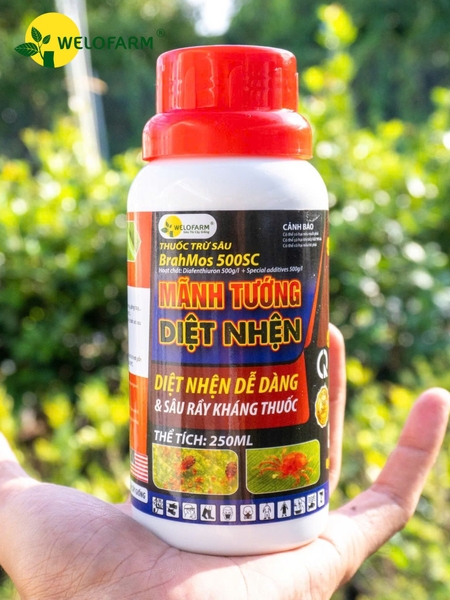 WELOFARM®
WELOFARM®
THUỐC TRỪ SÂU
BrahMos 500SC
Hoạt chất: Diafenthiuron 500g/l + Special additives 500g/l
CẢNH BÁO
MÃNH TƯỚNG
DIỆT NHỆN
DIỆT NHỆN DỄ DÀNG
& SÂU RẦY KHÁNG THUỐC
THỂ TÍCH: 250ML